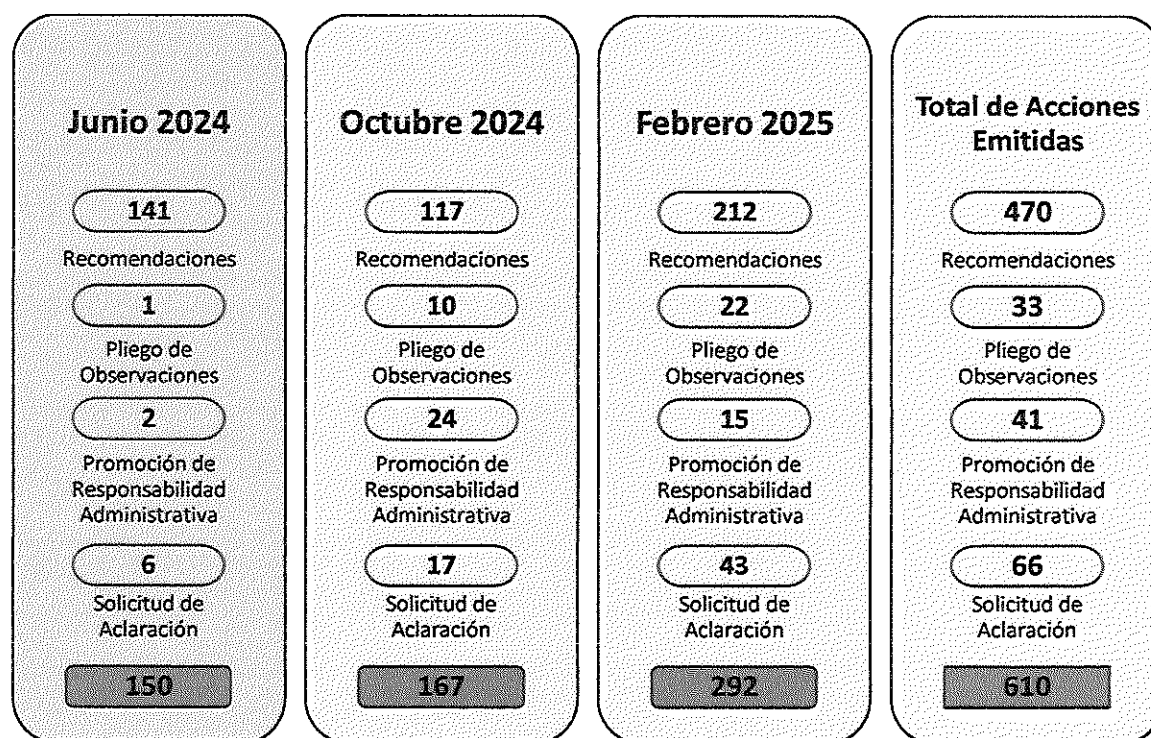 Junio 2024
141
Recomendaciones
1
Pliego de
Observaciones
2
Promoción de
Responsabilidad
Administrativa
6
Solicitud de
Aclaración
150
Octubre 2024
117
Recomendaciones
10
Pliego de
Observaciones
24
Promoción de
Responsabilidad
Administrativa
17
Solicitud de
Aclaración
167
Febrero 2025
212
Recomendaciones
22
Pliego de
Observaciones
15
Promoción de
Responsabilidad
Administrativa
43
Solicitud de
Aclaración
292
Total de Acciones
Emitidas
470
Recomendaciones
33
Pliego de
Observaciones
41
Promoción de
Responsabilidad
Administrativa
66
Solicitud de
Aclaración
610